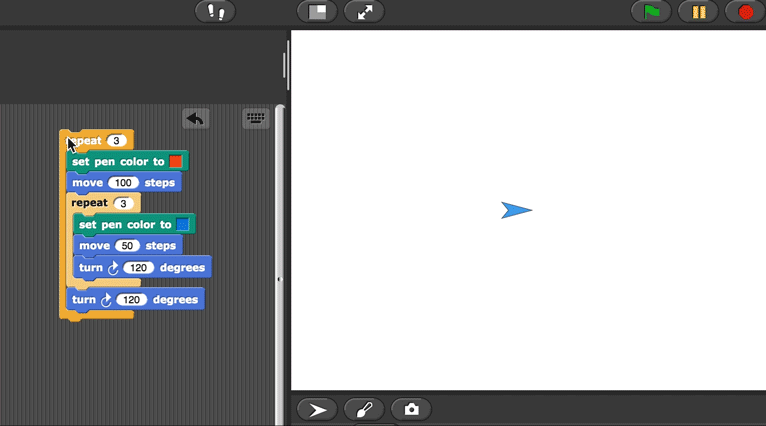 repeat 3
set pen color to
move 100 steps
repeat 3
set pen color to
move 50 steps
turn 120 degrees
turn 120 degrees